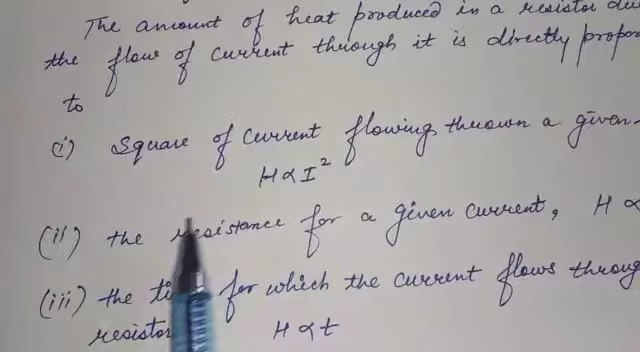 The amount of heat produced in a resistor
the flow of current through it is directly
to
(i) Square of current flowing thrown a given
H∝I²
(ii) the resistance for a given current, H ∝
(iii) the for which the current flows
resistor H ∝ t